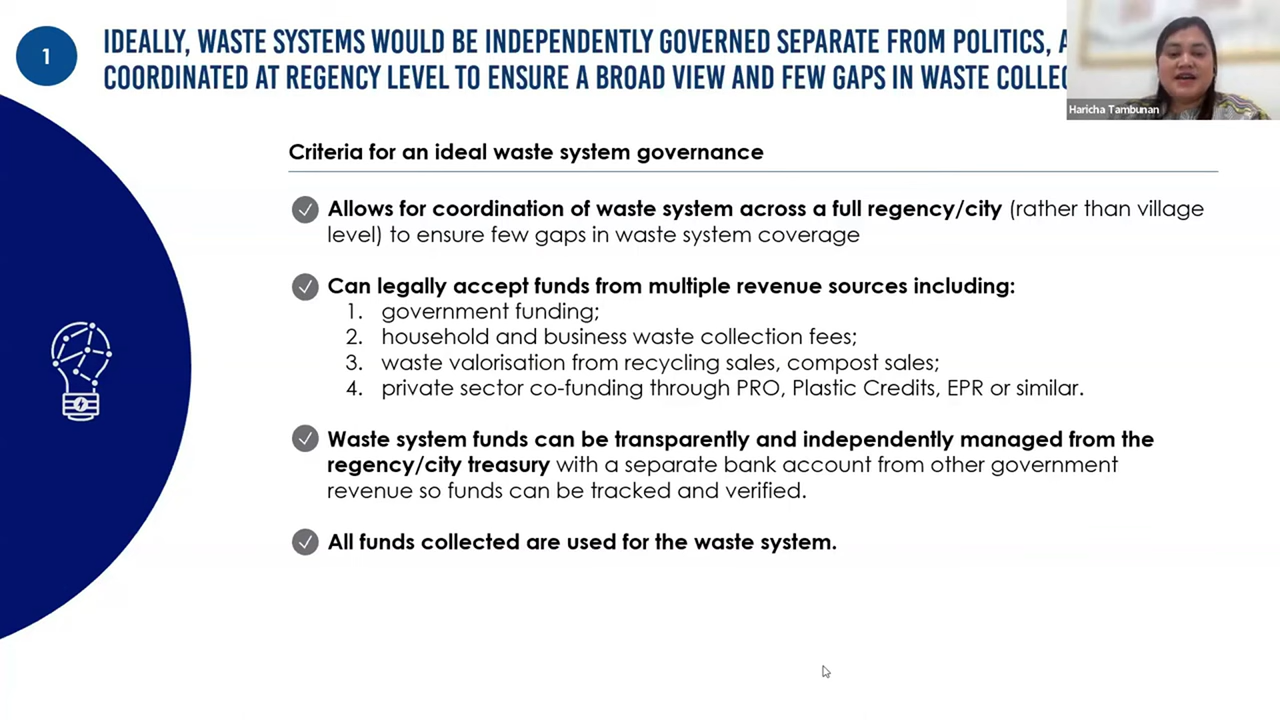 1
IDEALLY, WASTE SYSTEMS WOULD BE INDEPENDENTLY GOVERNED SEPARATE FROM POLITICS,
COORDINATED AT REGENCY LEVEL TO ENSURE A BROAD VIEW AND FEW GAPS IN WASTE
Haricha Tambunan
Criteria for an ideal waste system governance
Allows for coordination of waste system across a full regency/city (rather than village
level) to ensure few gaps in waste system coverage
Can legally accept funds from multiple revenue sources including:
1. government funding;
2. household and business waste collection fees;
3. waste valorisation from recycling sales, compost sales;
4. private sector co-funding through PRO, Plastic Credits, EPR or similar.
Waste system funds can be transparently and independently managed from the
regency/city treasury with a separate bank account from other government
revenue so funds can be tracked and verified.
All funds collected are used for the waste system.